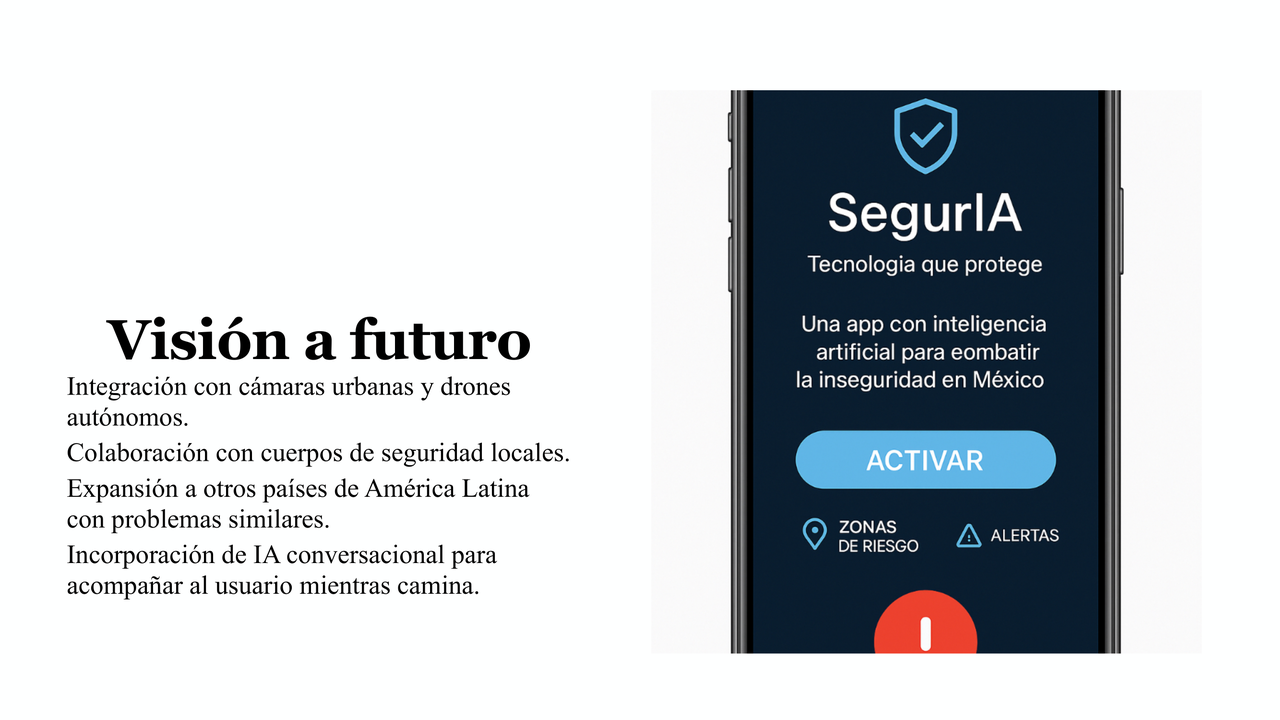 Visión a futuro
Integración con cámaras urbanas y drones
autónomos.
Colaboración con cuerpos de seguridad locales.
Expansión a otros países de América Latina
con problemas similares.
Incorporación de IA conversacional para
acompañar al usuario mientras camina.
SegurIA
Tecnologia que protege
Una app con inteligencia
artificial para eombatir
la inseguridad en México
ACTIVAR
ZONAS
DE RIESGO
ALERTAS